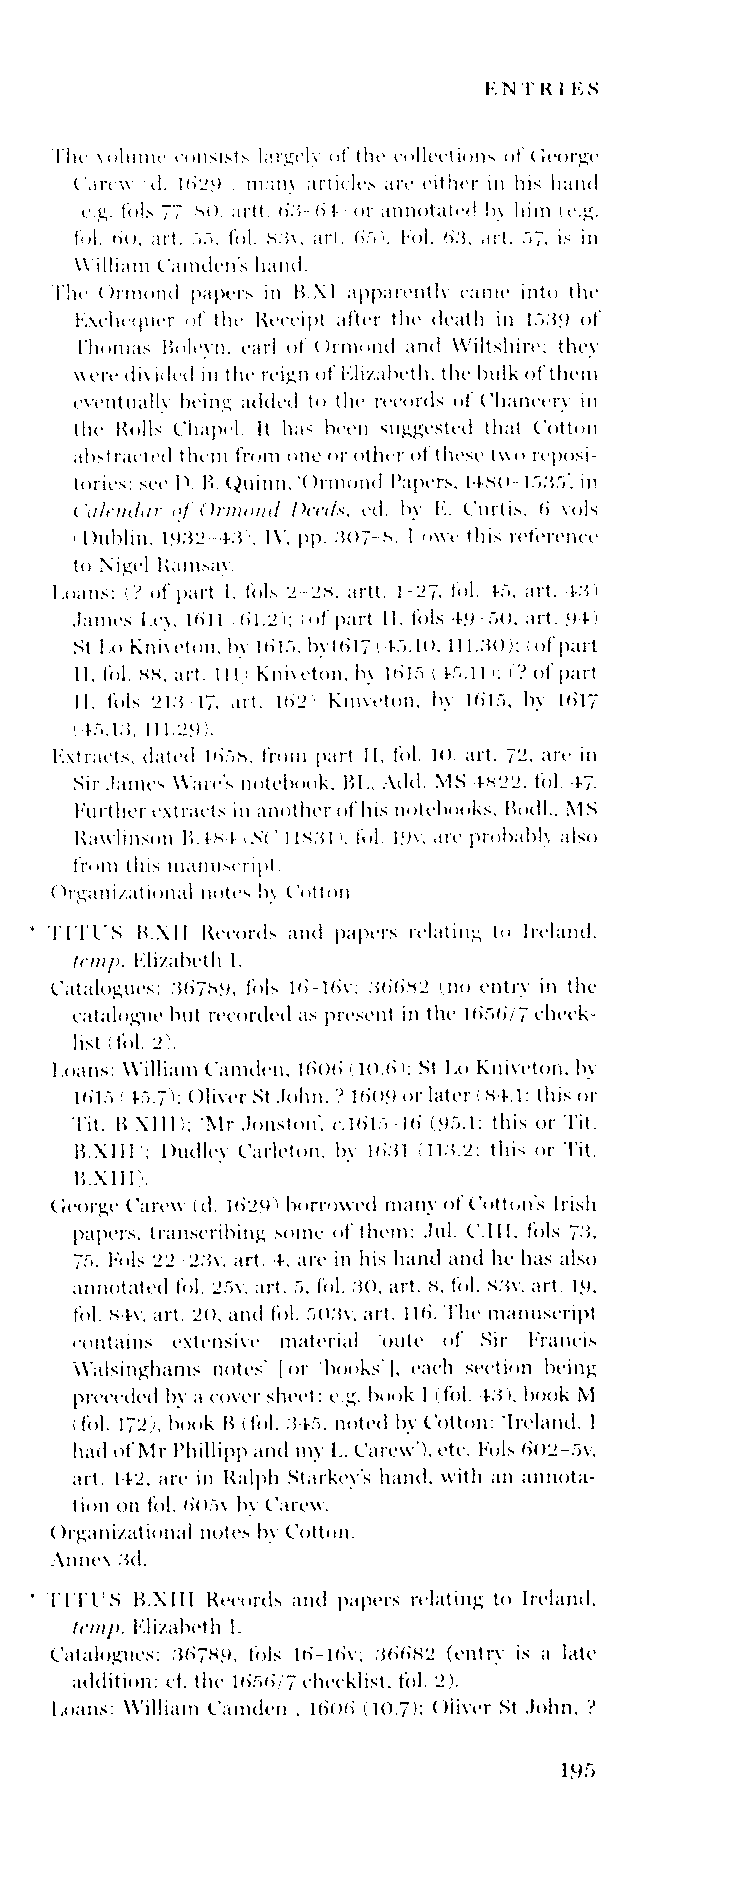 ENTRIES
The volume consists largely of the collections of George
Carew (d. 1629), many articles are either in his hand
(e.g. fols 77-80, artt. 63-64) or annotated by him (e.g.
fol. 60, art. 55, fol. 83v, art. 65). Fol. 63, art. 57, is in
William Camden's hand.
The Ormond papers in B.XI apparently came into the
Exchequer of the Receipt after the death in 1539 of
Thomas Boleyn, earl of Ormond and Wiltshire; they
were divided in the reign of Elizabeth, the bulk of them
eventually being added to the records of Chancery in
the Rolls Chapel. It has been suggested that Cotton
abstracted them from one or other of these two reposi-
tories: see D. B. Quinn, 'Ormond Papers, 1480-1535', in
Calendar of Ormond Deeds, ed. by E. Curtis, 6 vols
(Dublin, 1932-43), IV, pp. 307-8. I owe this reference
to Nigel Ramsay.
Loans: (? of part I, fols 2-28, artt. 1-27, fol. 45, art. 43)
James Ley, 1611 (61.2); (of part II, fols 49-50, art. 94)
St Lo Kniveton, by 1615, by1617 (45.10, 111.30); (of part
II, fol. 88, art. 111) Kniveton, by 1615 (45.11); (? of part
II, fols 213-17, art. 162) Kniveton, by 1615, by 1617
(45.13, 111.29).
Extracts, dated 1658, from part II, fol. 10, art. 72, are in
Sir James Ware's notebook, BL, Add. MS 4822, fol. 47.
Further extracts in another of his notebooks, Bodl., MS
Rawlinson B.484 (SC 11831), fol. 19v, are probably also
from this manuscript.
Organizational notes by Cotton
* TITUS B.XII Records and papers relating to Ireland,
temp. Elizabeth I.
Catalogues: 36789, fols 16-16v; 36682 (no entry in the
catalogue but recorded as present in the 1656/7 check-
list (fol. 2).
Loans: William Camden, 1606 (10.6); St Lo Kniveton, by
1615 (45.7); Oliver St John, ? 1609 or later (84.1: this or
Tit. B.XIII); 'Mr Jonston', c.1615-16 (95.1: this or Tit.
B.XIII); Dudley Carleton, by 1631 (113.2: this or Tit.
B.XIII).
George Carew (d. 1629) borrowed many of Cotton's Irish
papers, transcribing some of them: Jul. C.III, fols 73,
75. Fols 22-23v, art. 4, are in his hand and he has also
annotated fol. 25v, art. 5, fol. 30, art. 8, fol. 83v, art. 19,
fol. 84v, art. 20, and fol. 503v, art. 116. The manuscript
contains extensive material 'oute of Sir Francis
Walsinghams notes' [or 'books'], each section being
preceded by a cover sheet: e.g. book I (fol. 43), book M
(fol. 172), book B (fol. 345, noted by Cotton: 'Ireland, I
had of Mr Phillipp and my L. Carew'), etc. Fols 602-5v,
art. 142, are in Ralph Starkey's hand, with an annota-
tion on fol. 605v by Carew.
Organizational notes by Cotton.
Annex 3d.
* TITUS B.XIII Records and papers relating to Ireland,
temp. Elizabeth I.
Catalogues: 36789, fols 16-16v; 36682 (entry is a late
addition: cf. the 1656/7 checklist, fol. 2).
Loans: William Camden , 1606 (10.7); Oliver St John, ?
195